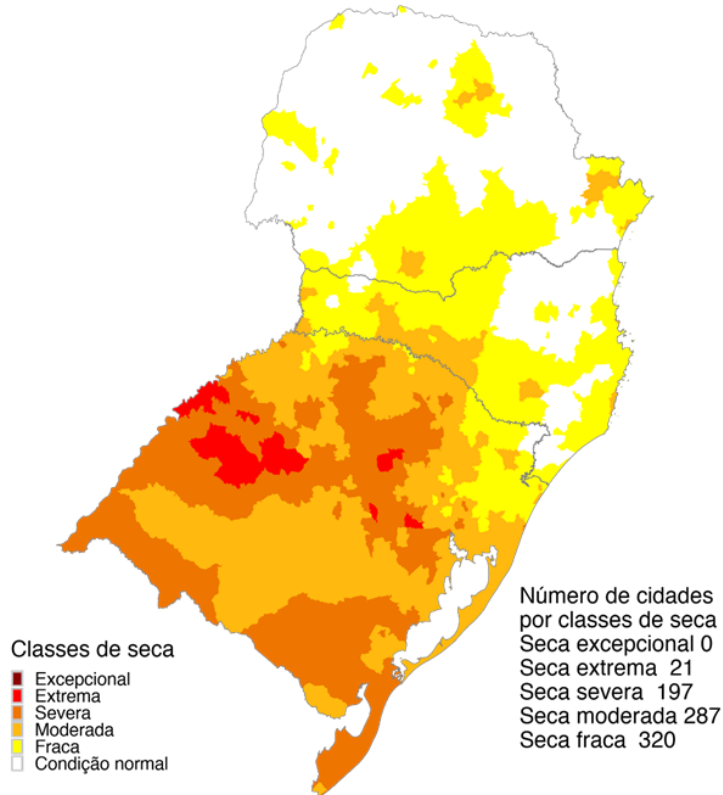 Classes de seca
Excepcional
Extrema
Severa
Moderada
Fraca
Condição normal
Número de cidades
por classes de seca
Seca excepcional 0
Seca extrema 21
Seca severa 197
Seca moderada 287
Seca fraca 320